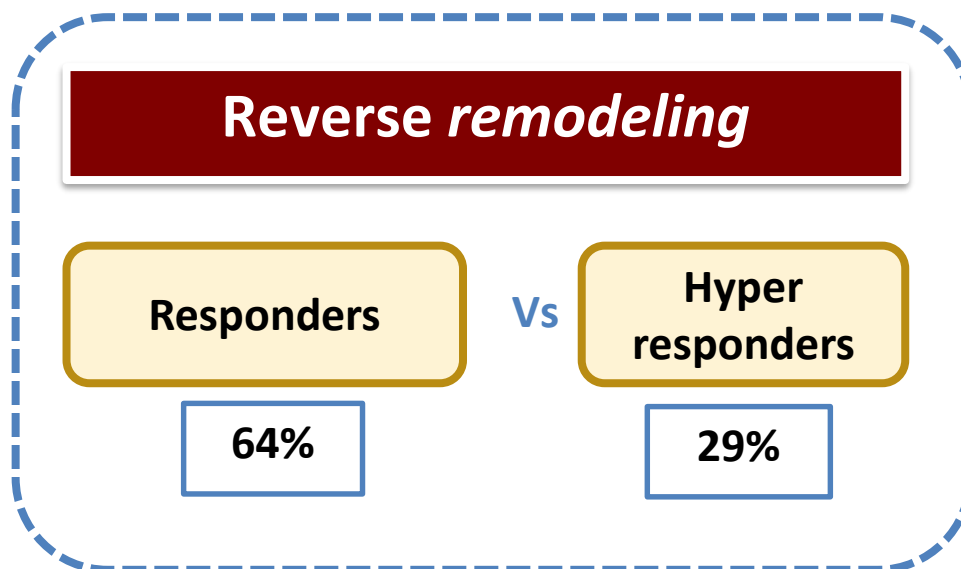 Reverse remodeling
Responders
Vs
Hyper
responders
64%
29%